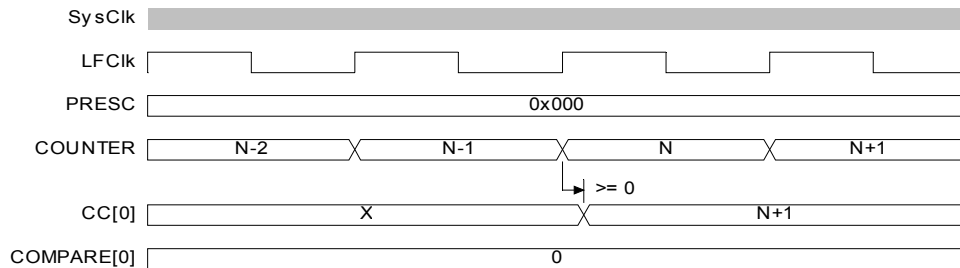 SysClk
LFClk
PRESC 0x000
COUNTER N-2 N-1 N N+1
>= 0
CC[0] X N+1
COMPARE[0] 0